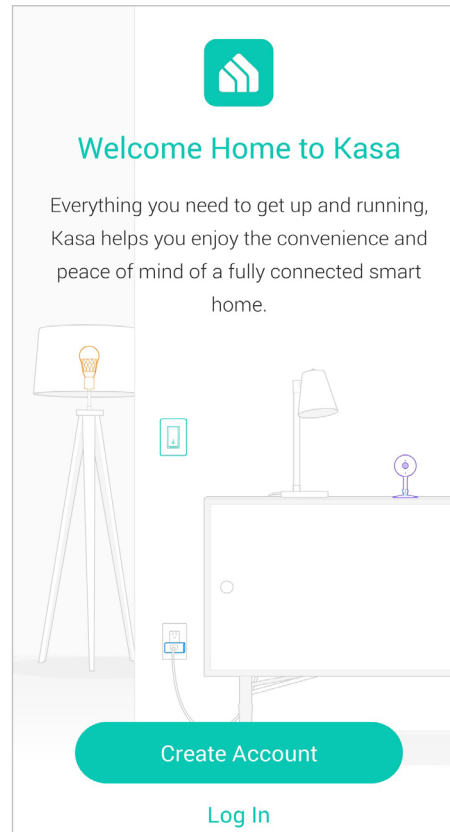 Welcome Home to Kasa
Everything you need to get up and running,
Kasa helps you enjoy the convenience and
peace of mind of a fully connected smart
home.
Create Account
Log In